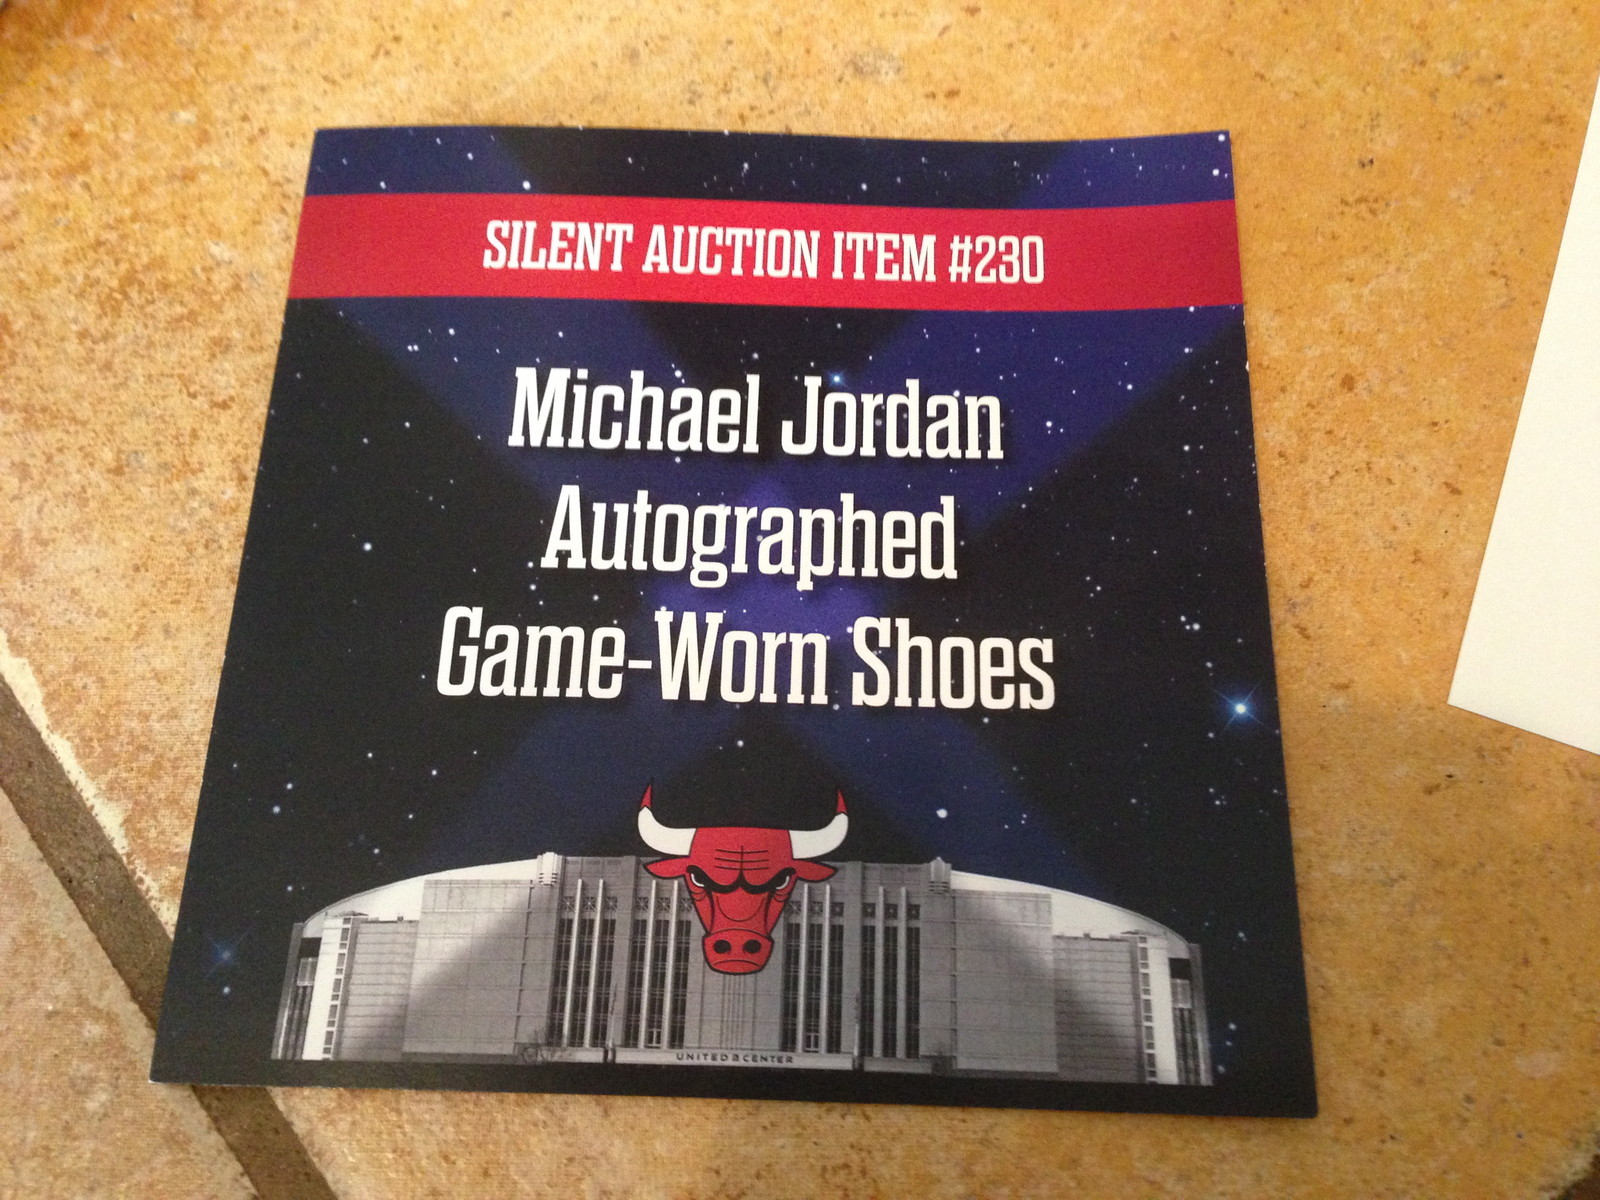 SILENT AUCTION ITEM #230
Michael Jordan
Autographed
Game-Worn Shoes
UNITED CENTER